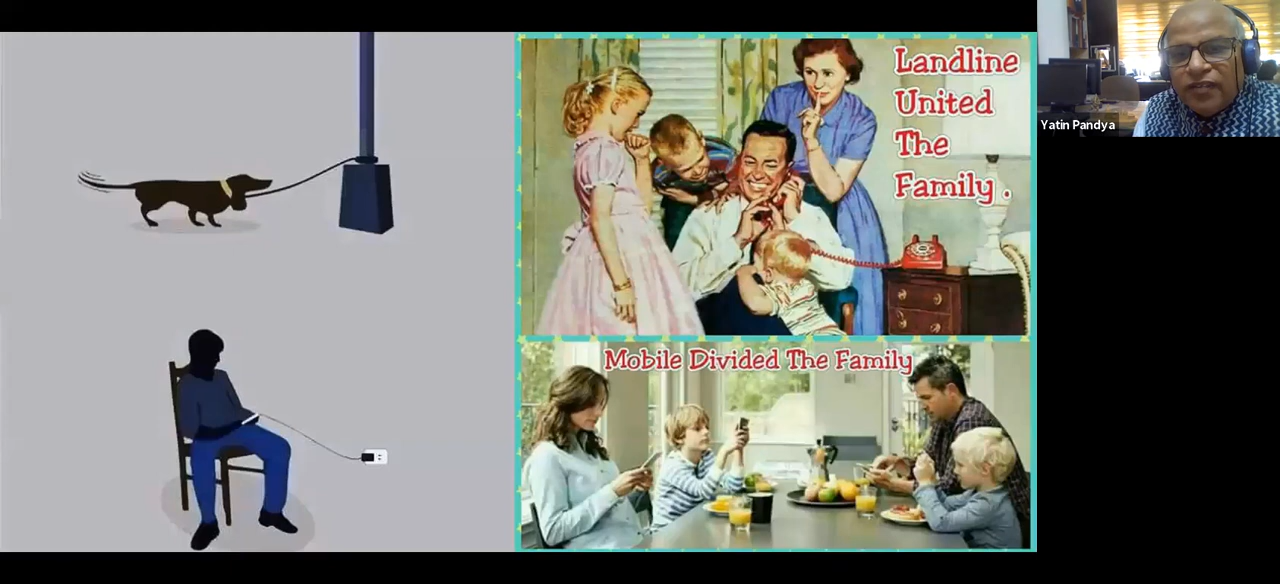 Landline
United
The
Family .
Mobile Divided The Family
Yatin Pandya